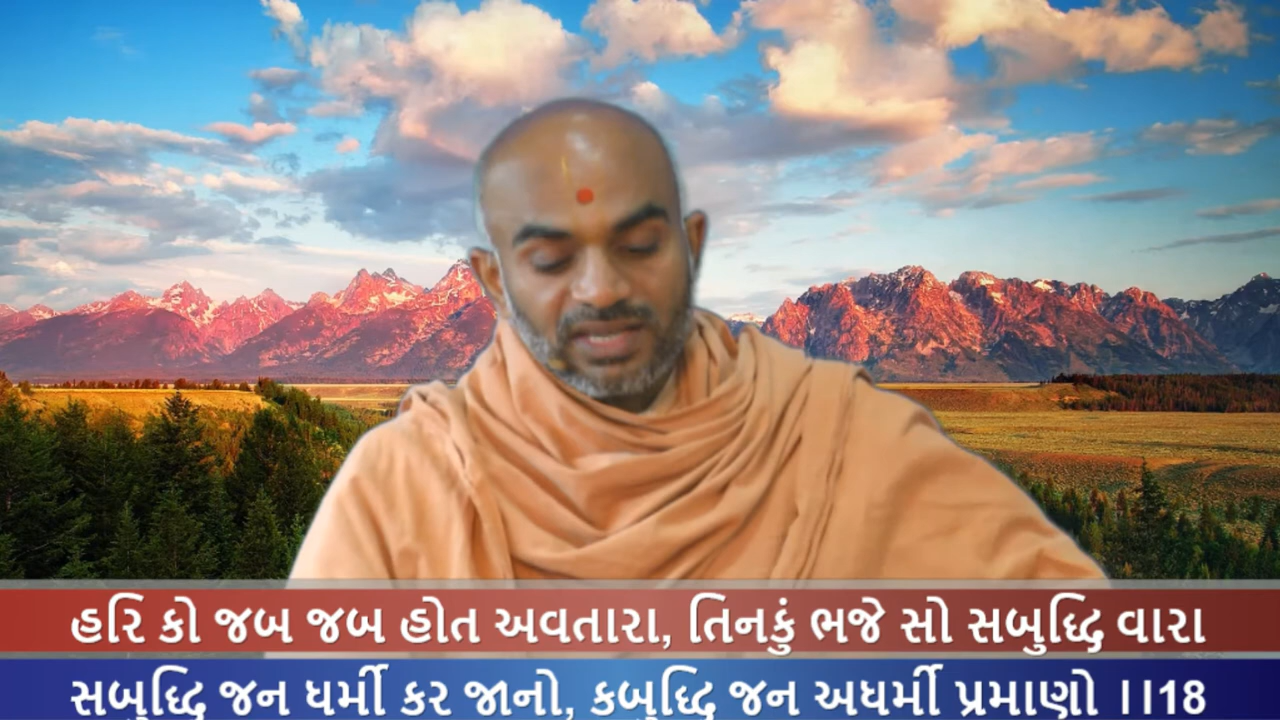 હરિ કો જબ જબ હોત અવતારા, તિનકું ભજે સો સબુદ્ધિ વારા
સબુદ્ધિ જન ધર્મી કર જાનો, કબુદ્ધિ જન અધર્મી પ્રમાણો ।।18